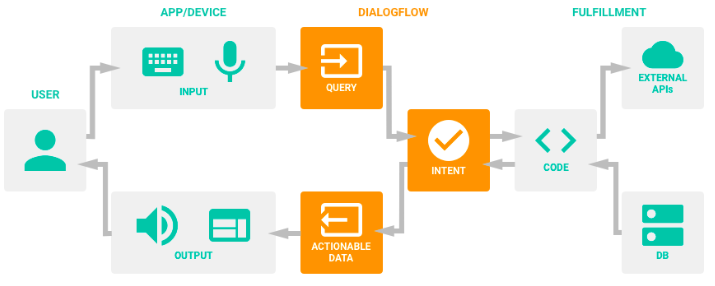 APP/DEVICE
DIALOGFLOW
FULFILLMENT
USER
INPUT
QUERY
EXTERNAL
APIs
INTENT
CODE
OUTPUT
ACTIONABLE
DATA
DB